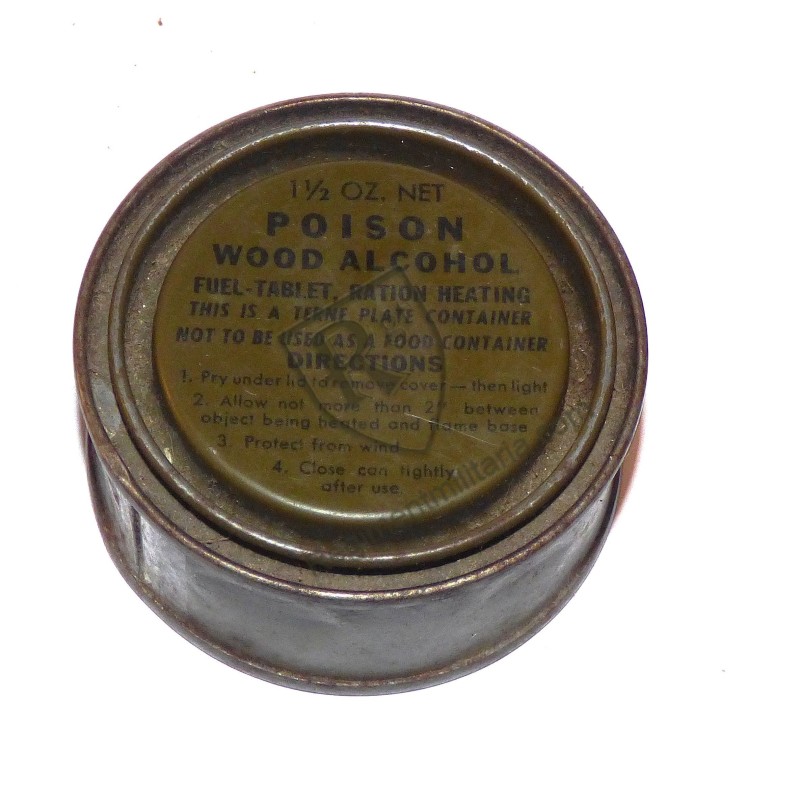 1 1/2 OZ. NET
POISON
WOOD ALCOHOL
FUEL-TABLET, RATION HEATING
THIS IS A TERNE PLATE CONTAINER
NOT TO BE USED AS A FOOD CONTAINER
DIRECTIONS
1. Pry under lid to remove cover — then light
2. Allow not more than 2" between
object being heated and flame base
3. Protect from wind
4. Close can tightly
after use.